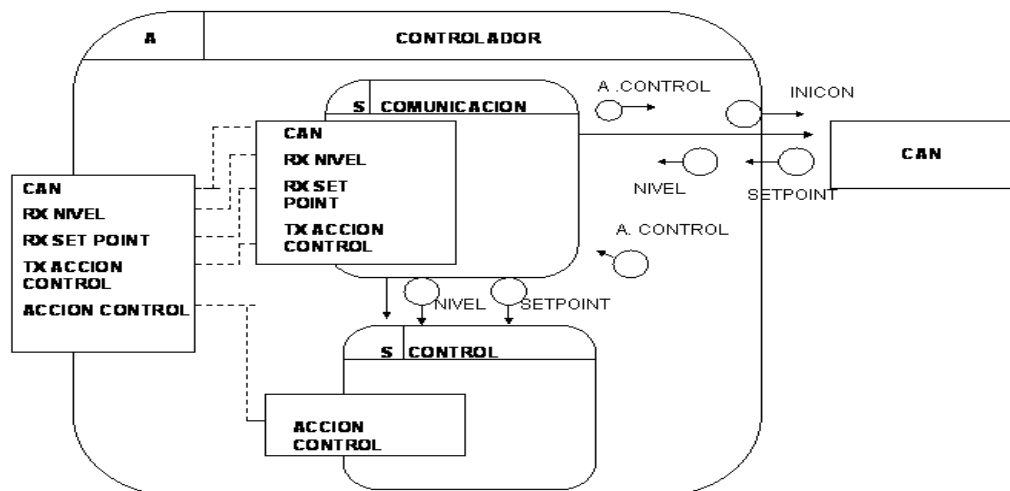 A
CONTROLADOR
S
COMUNICACION
A .CONTROL
INICON
CAN
RX NIVEL
RX SET
POINT
TX ACCION
CONTROL
CAN
NIVEL
SETPOINT
A. CONTROL
CAN
RX NIVEL
RX SET POINT
TX ACCION
CONTROL
ACCION CONTROL
NIVEL
SETPOINT
S
CONTROL
ACCION
CONTROL